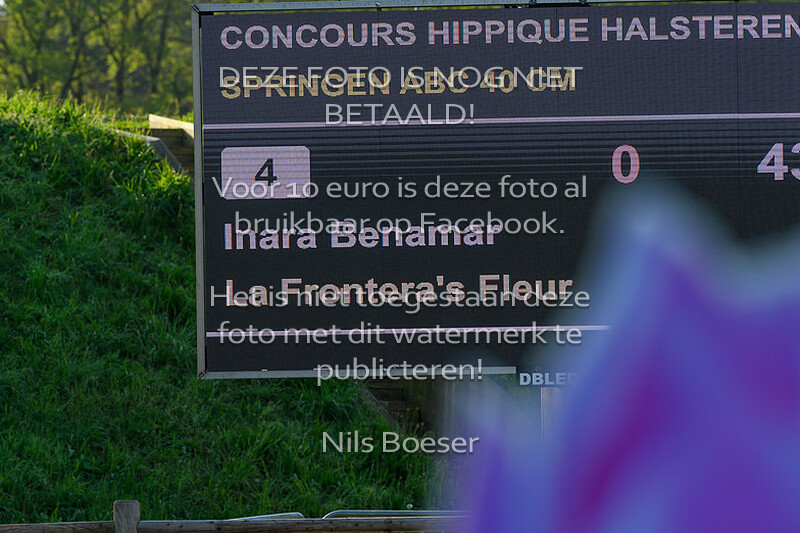 CONCOURS HIPPIQUE HALSTEREN
SPRINGEN ABC 40 CM
DEZE FOTO IS NOG NIET
BETAALD!
4 0 43
Voor 10 euro is deze foto al
bruikbaar op Facebook.
Inara Benamar
La Frontera's Fleur
Het is niet toegestaan deze
foto met dit watermerk te
publiceren!
DBLED
Nils Boeser